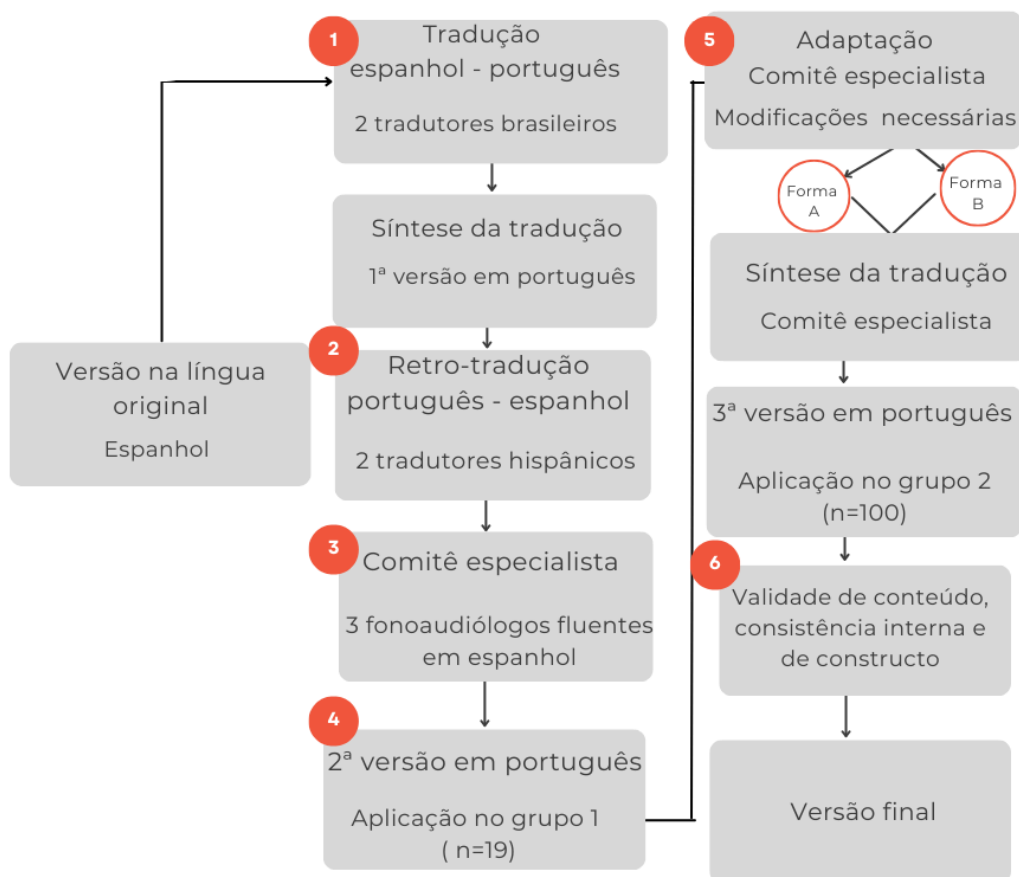 Versão na língua
original
Espanhol
1
Tradução
espanhol - português
2 tradutores brasileiros
Síntese da tradução
1ª versão em português
2
Retro-tradução
português - espanhol
2 tradutores hispânicos
3
Comitê especialista
3 fonoaudiólogos fluentes
em espanhol
4
2ª versão em português
Aplicação no grupo 1
( n=19)
5
Adaptação
Comitê especialista
Modificações necessárias
Forma
A
Forma
B
Síntese da tradução
Comitê especialista
3ª versão em português
Aplicação no grupo 2
(n=100)
6
Validade de conteúdo,
consistência interna e
de constructo
Versão final